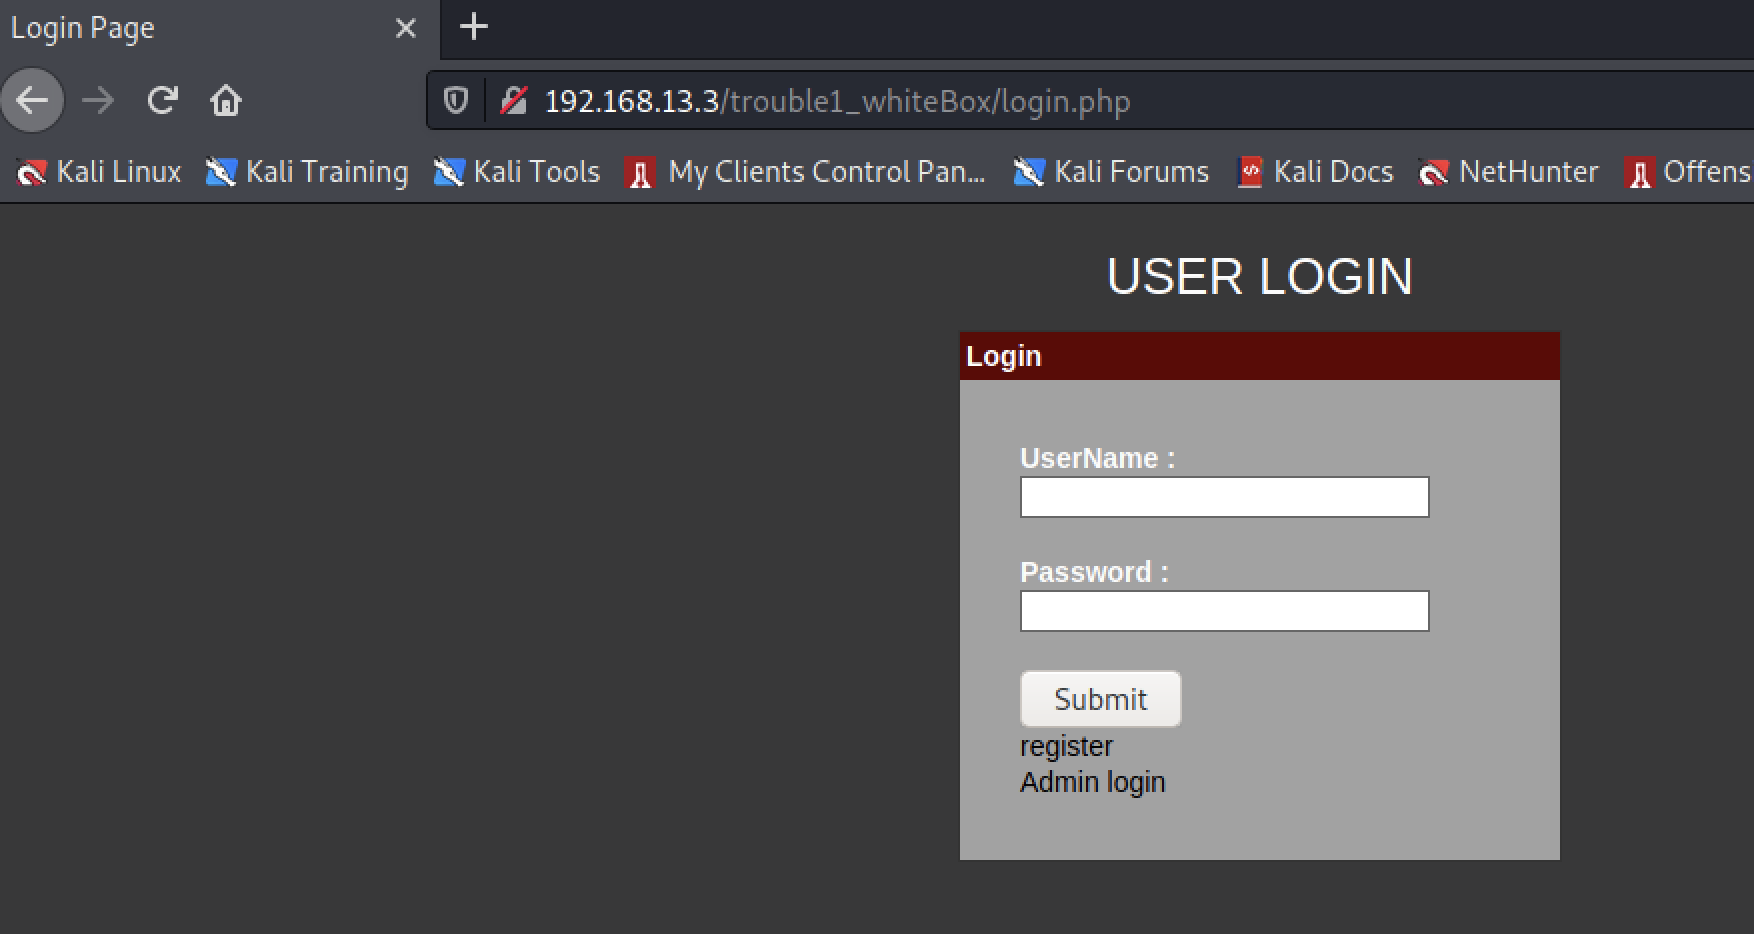 Login Page
192.168.13.3/trouble1_whiteBox/login.php
Kali Linux Kali Training Kali Tools My Clients Control Pan... Kali Forums Kali Docs NetHunter Offens
USER LOGIN
Login
UserName :
Password :
Submit
register
Admin login